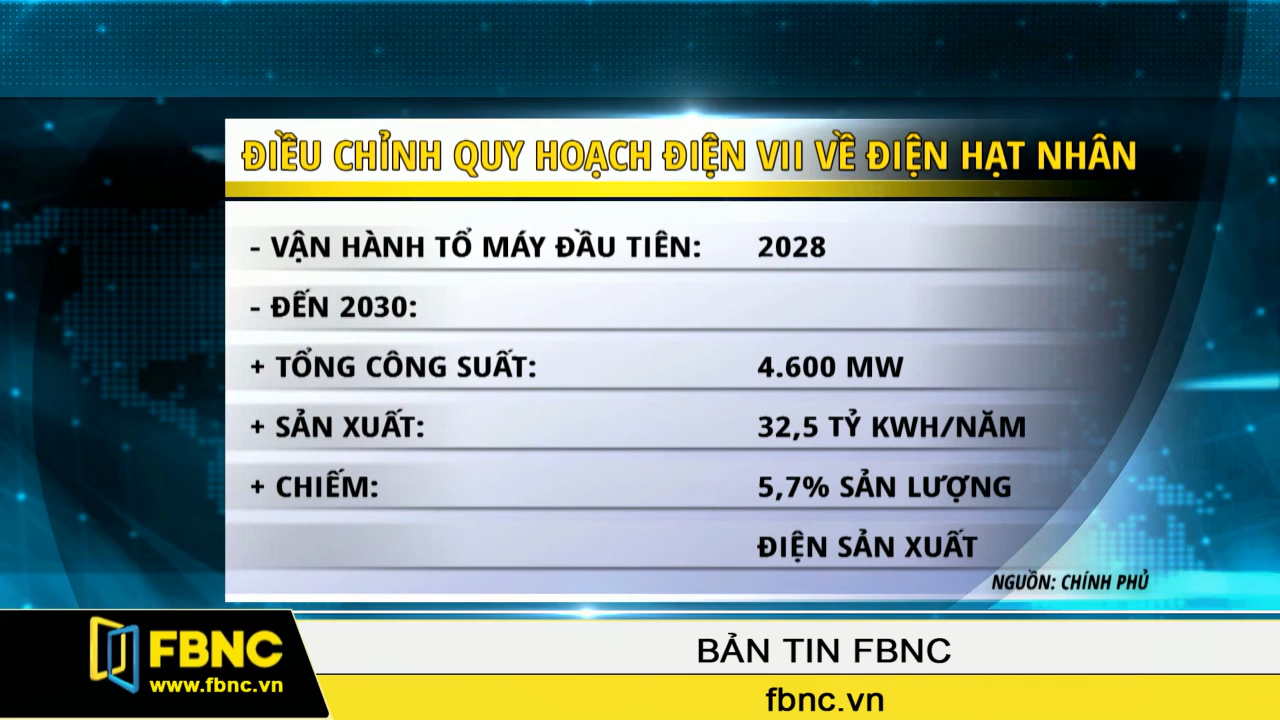 ĐIỀU CHỈNH QUY HOẠCH ĐIỆN VII VỀ ĐIỆN HẠT NHÂN
- VẬN HÀNH TỔ MÁY ĐẦU TIÊN: 2028
- ĐẾN 2030:
+ TỔNG CÔNG SUẤT: 4.600 MW
+ SẢN XUẤT: 32,5 TỶ KWH/NĂM
+ CHIẾM: 5,7% SẢN LƯỢNG
ĐIỆN SẢN XUẤT
NGUỒN: CHÍNH PHỦ
FBNC
www.fbnc.vn
BẢN TIN FBNC
fbnc.vn